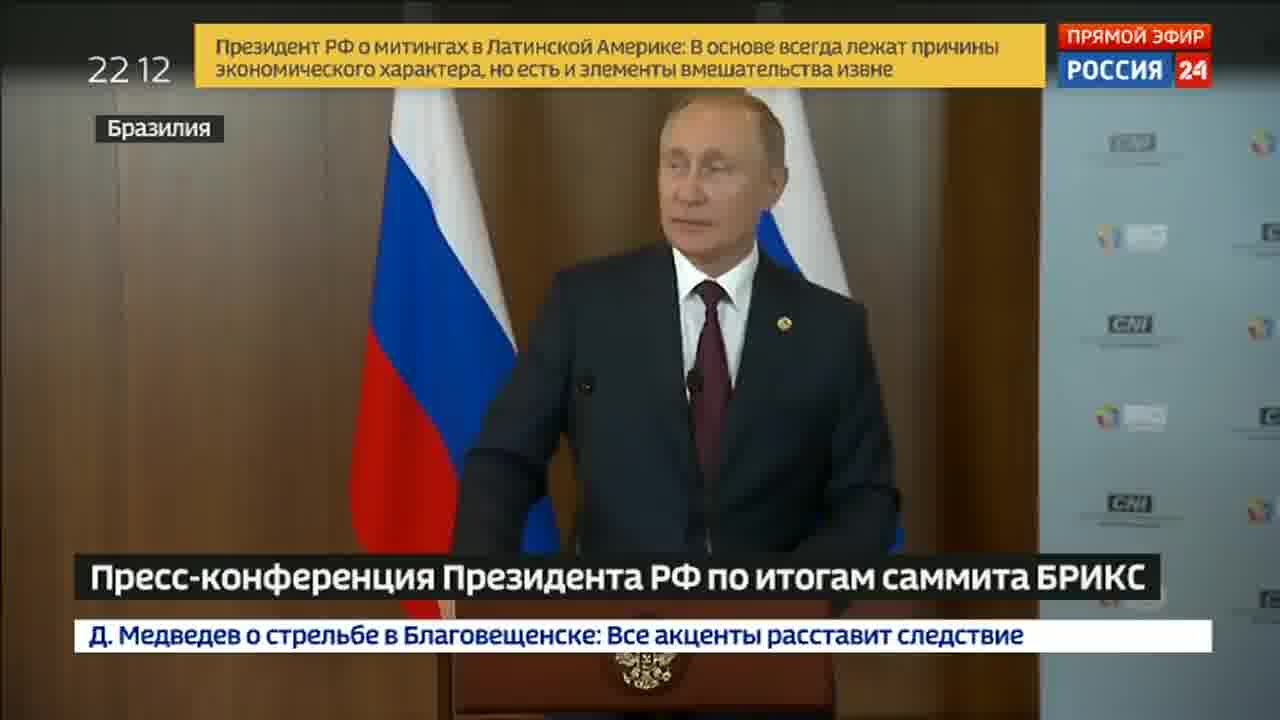 22 12
Президент РФ о митингах в Латинской Америке: В основе всегда лежат причины
экономического характера, но есть и элементы вмешательства извне
ПРЯМОЙ ЭФИР
РОССИЯ 24
Бразилия
CNI
CNI
CNI
Пресс-конференция Президента РФ по итогам саммита БРИКС
Д. Медведев о стрельбе в Благовещенске: Все акценты расставит следствие